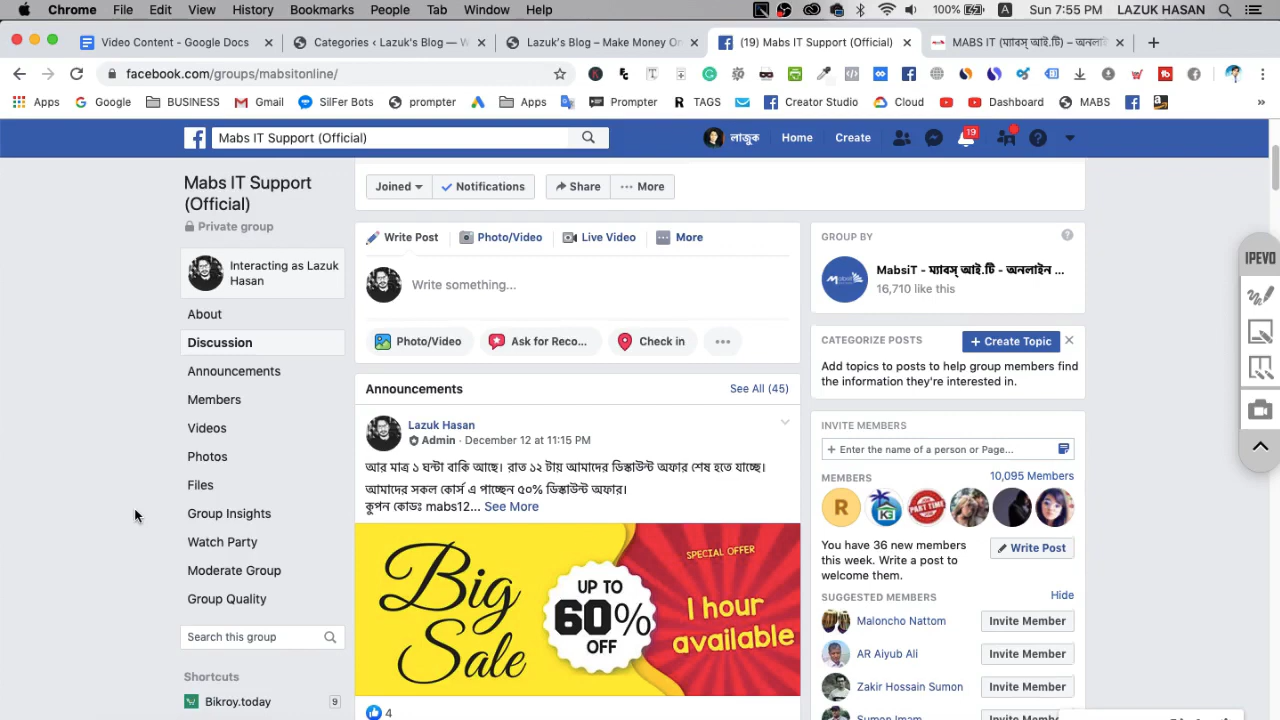 Chrome File Edit View History Bookmarks People Tab Window Help 100% Sun 7:55 PM LAZUK HASAN
Video Content - Google Docs
Categories ‹ Lazuk's Blog — W
Lazuk's Blog – Make Money On
(19) Mabs IT Support (Official)
MABS IT (ম্যাবস্ আই.টি) – অনলাই
facebook.com/groups/mabsitonline/
Apps Google BUSINESS Gmail SilFer Bots prompter Apps Prompter TAGS Creator Studio Cloud Dashboard MABS
Mabs IT Support (Official)
লাজুক Home Create 19
Mabs IT Support
(Official)
Private group
Interacting as Lazuk
Hasan
About
Discussion
Announcements
Members
Videos
Photos
Files
Group Insights
Watch Party
Moderate Group
Group Quality
Search this group
Shortcuts
Bikroy.today 9
Joined Notifications Share More
Write Post Photo/Video Live Video More
Write something...
Photo/Video Ask for Reco... Check in
Announcements See All (45)
Lazuk Hasan
Admin · December 12 at 11:15 PM
আর মাত্র ১ ঘন্টা বাকি আছে। রাত ১২ টায় আমাদের ডিস্কাউন্ট অফার শেষ হতে যাচ্ছে।
আমাদের সকল কোর্স এ পাচ্ছেন ৫০% ডিস্কাউন্ট অফার।
কুপন কোডঃ mabs12... See More
Big
Sale
UP TO
60%
OFF
SPECIAL OFFER
1 hour
available
4
GROUP BY
MabsiT - ম্যাবস্ আই.টি - অনলাইন ...
16,710 like this
CATEGORIZE POSTS + Create Topic
Add topics to posts to help group members find
the information they're interested in.
INVITE MEMBERS
+ Enter the name of a person or Page...
MEMBERS 10,095 Members
R
PART TIME
You have 36 new members
this week. Write a post to
welcome them.
Write Post
SUGGESTED MEMBERS Hide
Maloncho Nattom Invite Member
AR Aiyub Ali Invite Member
Zakir Hossain Sumon Invite Member
Sumon Imam
IPEVO